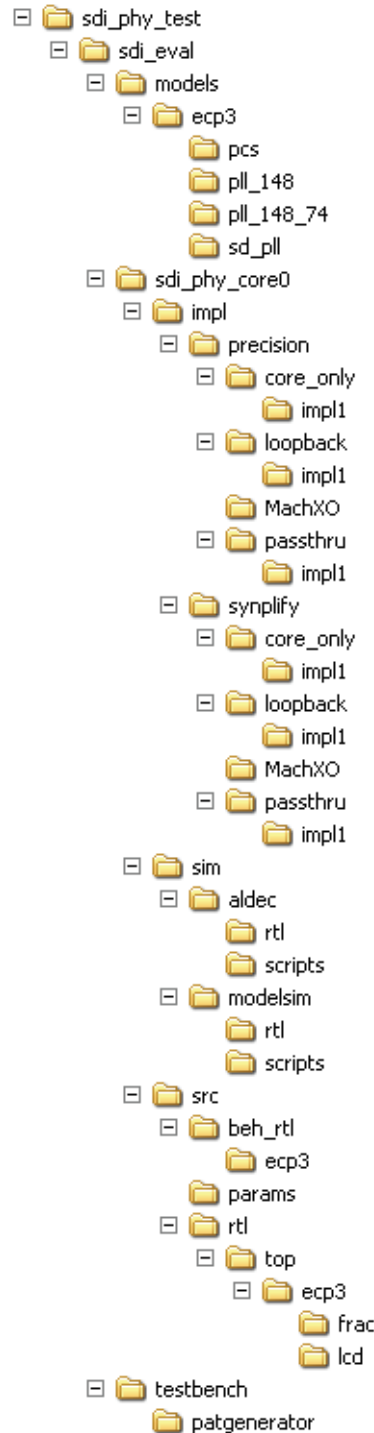 sdi_phy_test
sdi_eval
models
ecp3
pcs
pll_148
pll_148_74
sd_pll
sdi_phy_core0
impl
precision
core_only
impl1
loopback
impl1
MachXO
passthru
impl1
synplify
core_only
impl1
loopback
impl1
MachXO
passthru
impl1
sim
aldec
rtl
scripts
modelsim
rtl
scripts
src
beh_rtl
ecp3
params
rtl
top
ecp3
frac
lcd
testbench
patgenerator